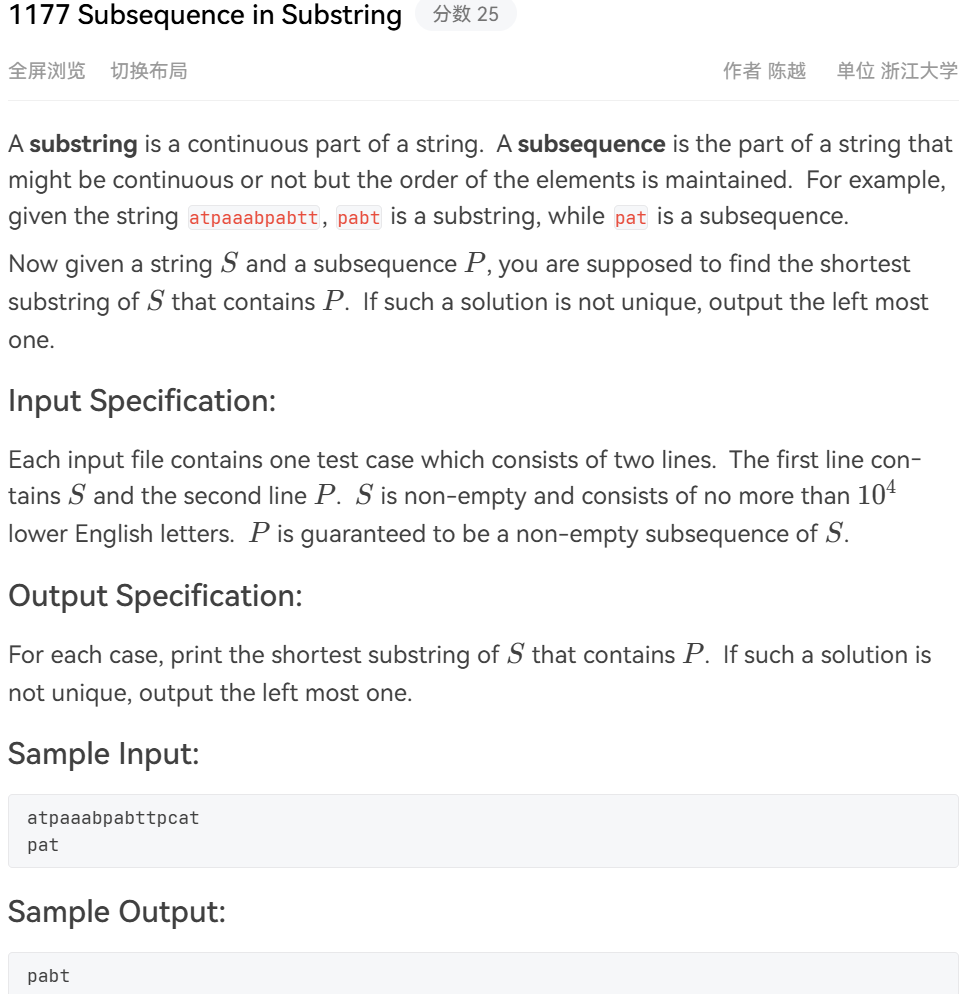 1177 Subsequence in Substring 分数 25
全屏浏览 切换布局 作者 陈越 单位 浙江大学
A substring is a continuous part of a string. A subsequence is the part of a string that
might be continuous or not but the order of the elements is maintained. For example,
given the string atpaaabpabtt, pabt is a substring, while pat is a subsequence.
Now given a string S and a subsequence P, you are supposed to find the shortest
substring of S that contains P. If such a solution is not unique, output the left most
one.
Input Specification:
Each input file contains one test case which consists of two lines. The first line con-
tains S and the second line P. S is non-empty and consists of no more than 10⁴
lower English letters. P is guaranteed to be a non-empty subsequence of S.
Output Specification:
For each case, print the shortest substring of S that contains P. If such a solution is
not unique, output the left most one.
Sample Input:
atpaaabpabttpcat
pat
Sample Output:
pabt